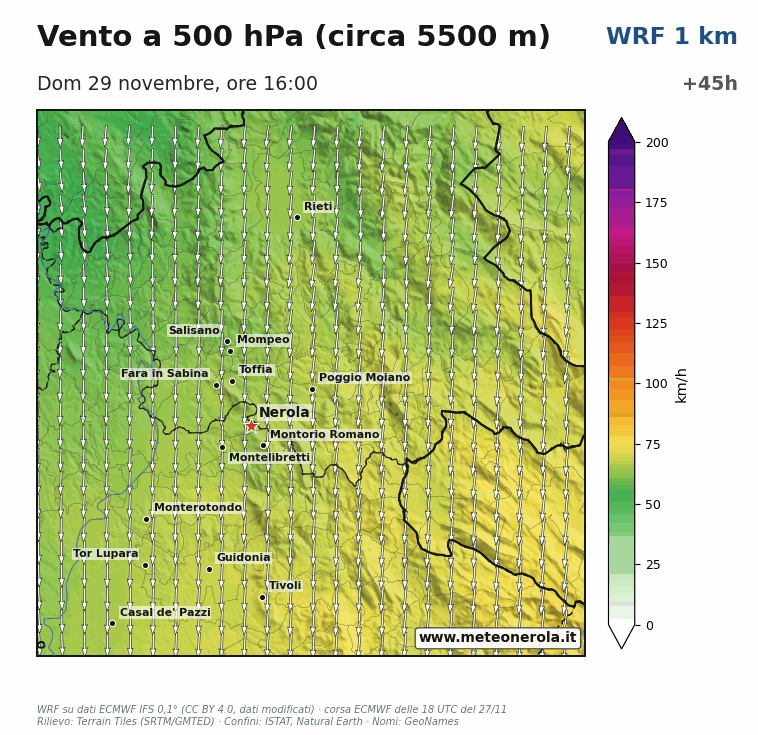 Vento a 500 hPa (circa 5500 m)
WRF 1 km
Dom 29 novembre, ore 16:00
+45h
Rieti
Salisano
Mompeo
Fara in Sabina
Toffia
Poggio Moiano
Nerola
Montorio Romano
Montelibretti
Monterotondo
Tor Lupara
Guidonia
Tivoli
Casal de' Pazzi
www.meteonerola.it
200
175
150
125
100
75
50
25
0
km/h
WRF su dati ECMWF IFS 0,1° (CC BY 4.0, dati modificati) · corsa ECMWF delle 18 UTC del 27/11
Rilievo: Terrain Tiles (SRTM/GMTED) · Confini: ISTAT, Natural Earth · Nomi: GeoNames